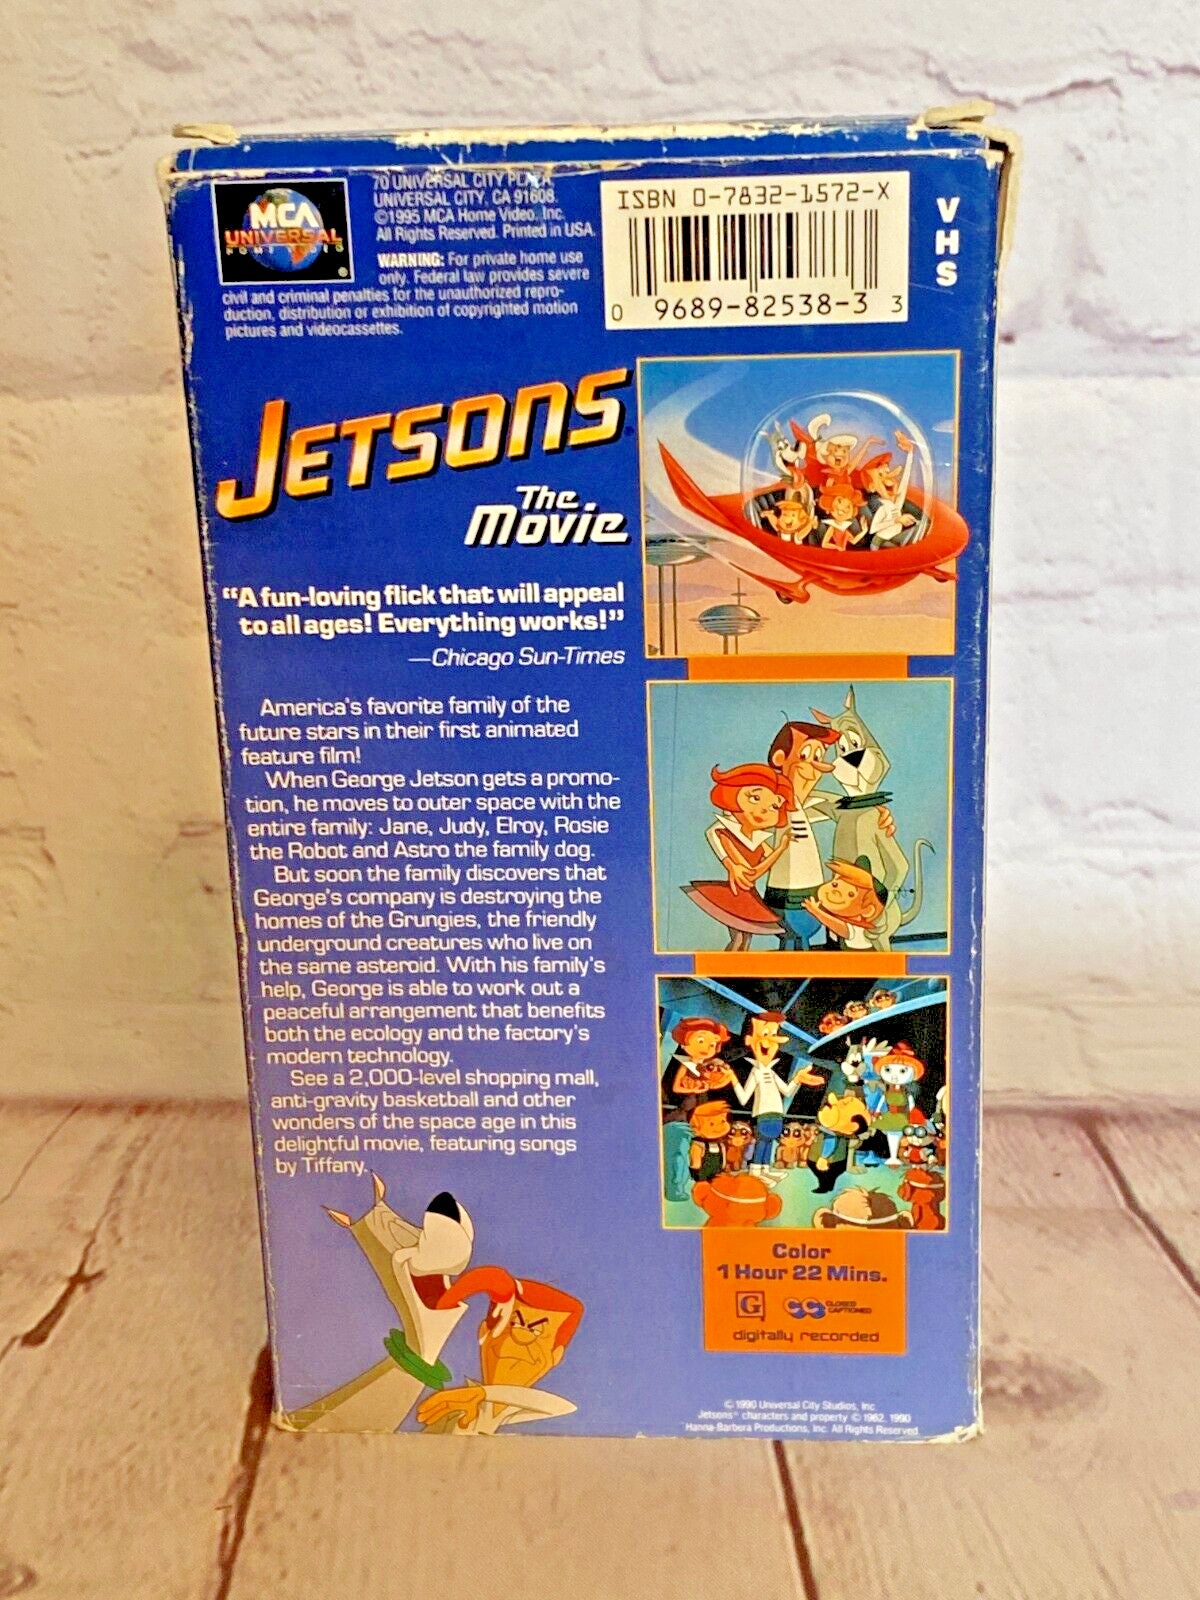 MCA
UNIVERSAL
HOME VIDEO
®
70 UNIVERSAL CITY PLAZA
UNIVERSAL CITY, CA 91608
©1995 MCA Home Video, Inc.
All Rights Reserved. Printed in USA.
WARNING: For private home use
only. Federal law provides severe
civil and criminal penalties for the unauthorized repro-
duction, distribution or exhibition of copyrighted motion
pictures and videocassettes.
ISBN 0-7832-1572-X
0 9689-82538-3 3
VHS
JETSONS
The
Movie
“A fun-loving flick that will appeal
to all ages! Everything works!”
—Chicago Sun-Times
America's favorite family of the
future stars in their first animated
feature film!
When George Jetson gets a promo-
tion, he moves to outer space with the
entire family: Jane, Judy, Elroy, Rosie
the Robot and Astro the family dog.
But soon the family discovers that
George's company is destroying the
homes of the Grungies, the friendly
underground creatures who live on
the same asteroid. With his family's
help, George is able to work out a
peaceful arrangement that benefits
both the ecology and the factory's
modern technology.
See a 2,000-level shopping mall,
anti-gravity basketball and other
wonders of the space age in this
delightful movie, featuring songs
by Tiffany.
Color
1 Hour 22 Mins.
G CC CLOSED
CAPTIONED
digitally recorded
© 1990 Universal City Studios, Inc.
Jetsons® characters and property © 1962, 1990
Hanna-Barbera Productions, Inc. All Rights Reserved.